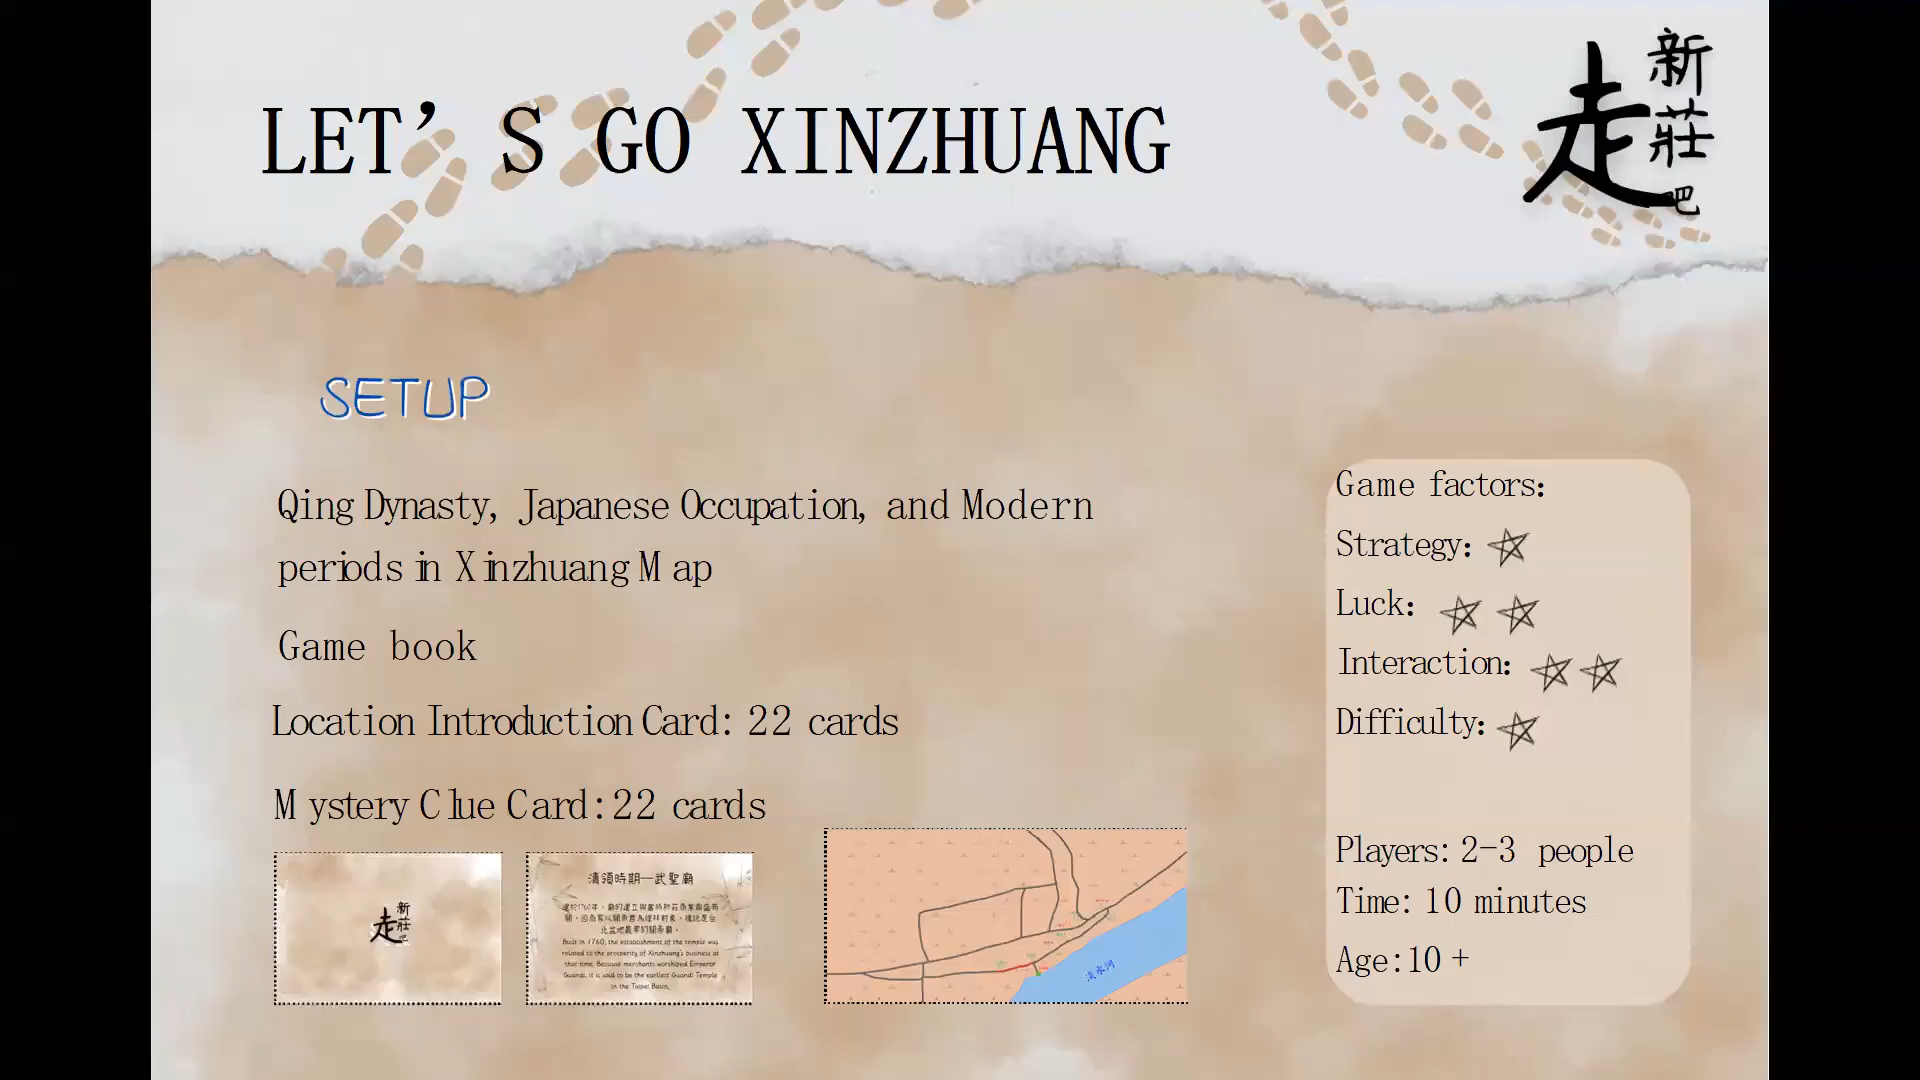 LET'S GO XINZHUANG
走新莊吧
SETUP
Qing Dynasty, Japanese Occupation, and Modern
periods in Xinzhuang Map
Game book
Location Introduction Card: 22 cards
Mystery Clue Card:22 cards
Game factors：
Strategy：
Luck：
Interaction：
Difficulty：
Players: 2-3 people
Time: 10 minutes
Age:10 +
走新莊吧
清領時期—武聖廟
Built in 1760, the establishment of the temple was
related to the prosperity of Xinzhuang's business at
that time. Because merchants worshiped Emperor
Guandi, it is said to be the earliest Guandi Temple
in the Taipei Basin.
淡水河